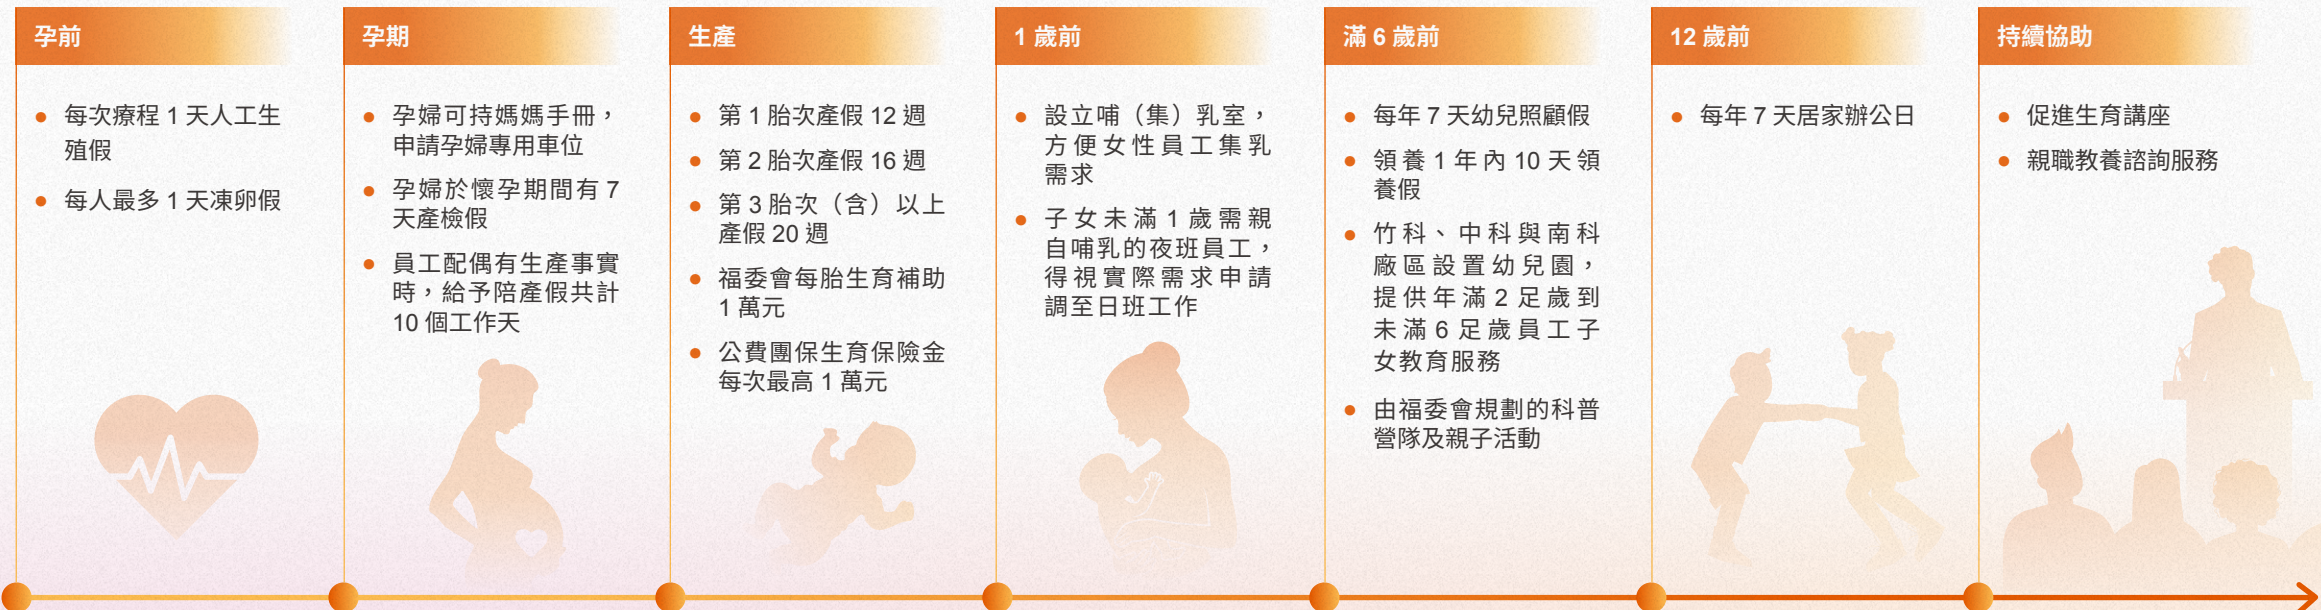 孕前
每次療程 1 天人工生
殖假
每人最多 1 天凍卵假
孕期
孕婦可持媽媽手冊，
申請孕婦專用車位
孕婦於懷孕期間有 7
天產檢假
員工配偶有生產事實
時，給予陪產假共計
10 個工作天
生產
第 1 胎次產假 12 週
第 2 胎次產假 16 週
第 3 胎次（含）以上
產假 20 週
福委會每胎生育補助
1 萬元
公費團保生育保險金
每次最高 1 萬元
1 歲前
設立哺（集）乳室，
方便女性員工集乳
需求
子女未滿 1 歲需親
自哺乳的夜班員工，
得視實際需求申請
調至日班工作
滿 6 歲前
每年 7 天幼兒照顧假
領養 1 年內 10 天領
養假
竹科、中科與南科
廠區設置幼兒園，
提供年滿 2 足歲到
未滿 6 足歲員工子
女教育服務
由福委會規劃的科普
營隊及親子活動
12 歲前
每年 7 天居家辦公日
持續協助
促進生育講座
親職教養諮詢服務